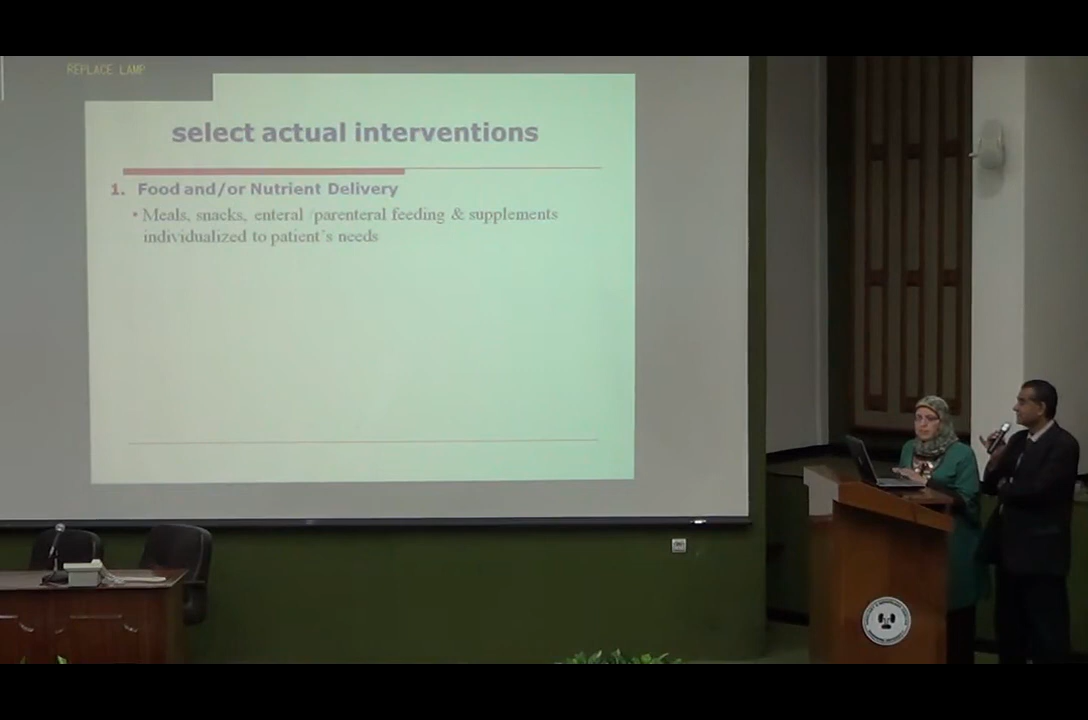 REPLACE LAMP
select actual interventions
1. Food and/or Nutrient Delivery
• Meals, snacks, enteral /parenteral feeding & supplements
individualized to patient's needs